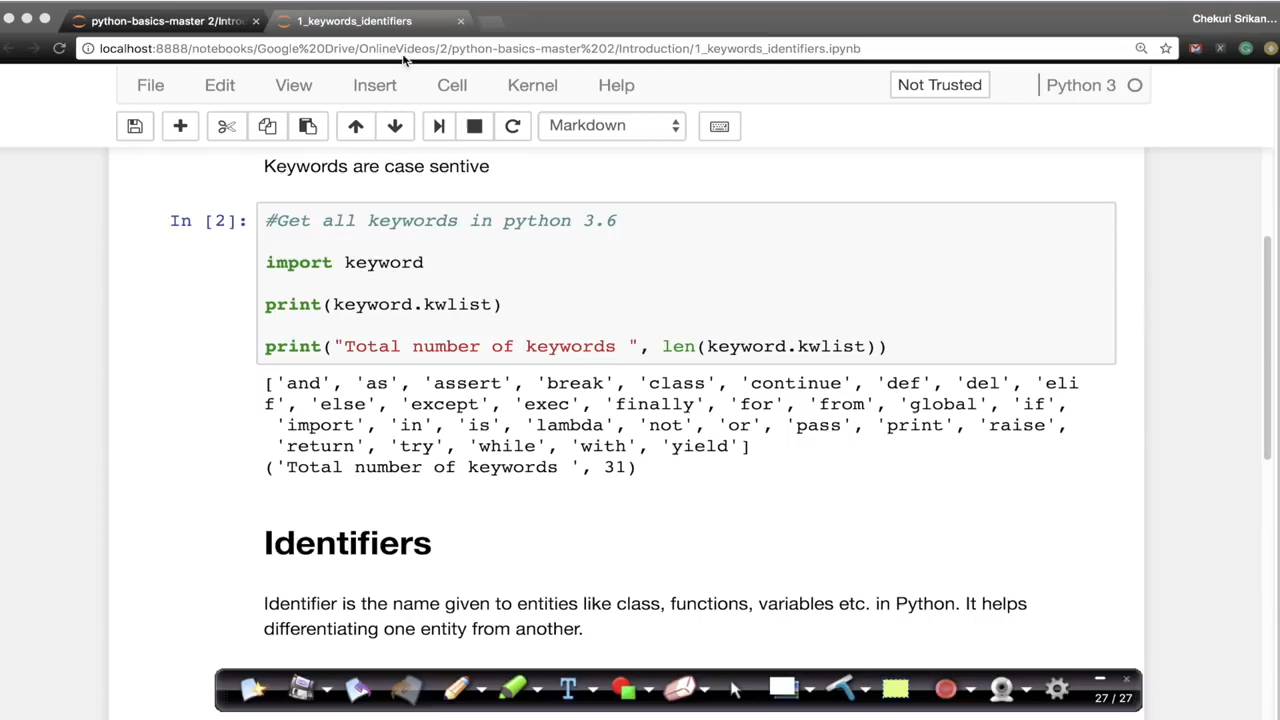 python-basics-master 2/Introd
1_keywords_identifiers
Chekuri Srikan...
localhost:8888/notebooks/Google%20Drive/OnlineVideos/2/python-basics-master%202/Introduction/1_keywords_identifiers.ipynb
File Edit View Insert Cell Kernel Help Not Trusted Python 3
Markdown
Keywords are case sentive
In [2]:
#Get all keywords in python 3.6
import keyword
print(keyword.kwlist)
print("Total number of keywords ", len(keyword.kwlist))
['and', 'as', 'assert', 'break', 'class', 'continue', 'def', 'del', 'eli
f', 'else', 'except', 'exec', 'finally', 'for', 'from', 'global', 'if',
'import', 'in', 'is', 'lambda', 'not', 'or', 'pass', 'print', 'raise',
'return', 'try', 'while', 'with', 'yield']
('Total number of keywords ', 31)
Identifiers
Identifier is the name given to entities like class, functions, variables etc. in Python. It helps
differentiating one entity from another.
T
27 / 27